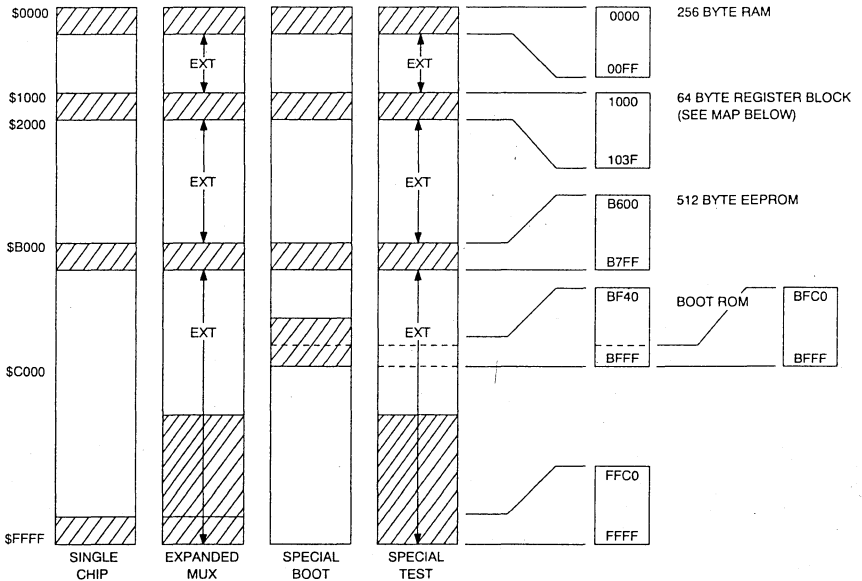 $0000
$1000
$2000
$B000
$C000
$FFFF
EXT
EXT
EXT
EXT
EXT
EXT
0000
00FF
256 BYTE RAM
1000
103F
64 BYTE REGISTER BLOCK
(SEE MAP BELOW)
B600
B7FF
512 BYTE EEPROM
BF40
BFFF
BOOT ROM
BFC0
BFFF
FFC0
FFFF
SINGLE
CHIP
EXPANDED
MUX
SPECIAL
BOOT
SPECIAL
TEST